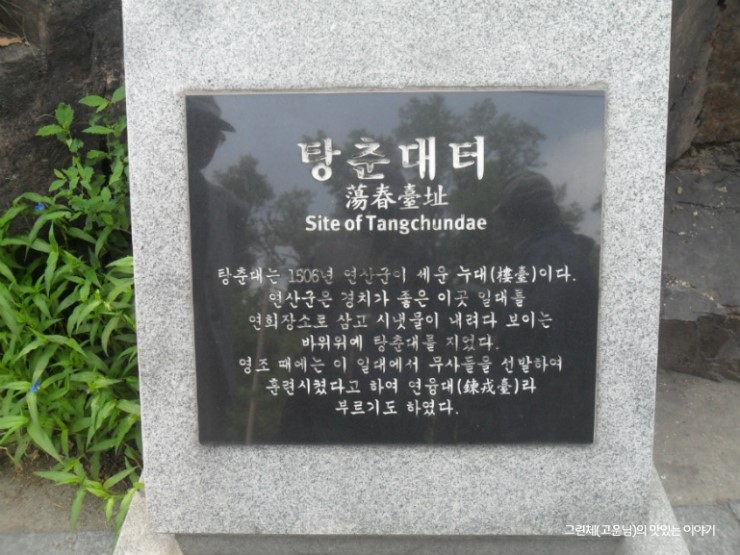 탕춘대터
蕩春臺址
Site of Tangchundae
탕춘대는 1506년 연산군이 세운 누대(樓臺)이다.
연산군은 경치가 좋은 이곳 일대를
연회장소로 삼고 시냇물이 내려다 보이는
바위위에 탕춘대를 지었다.
영조 때에는 이 일대에서 무사들을 선발하여
훈련시켰다고 하여 연융대(鍊戎臺)라
부르기도 하였다.
그린제(고운님)의 맛있는 이야기